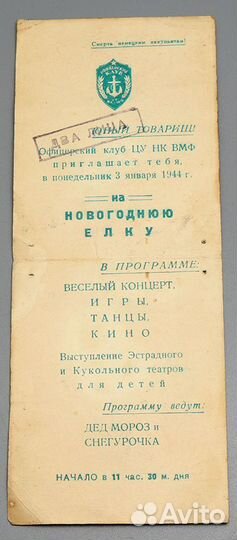 Смерть немецким оккупантам!
ОФИЦЕРСКИЙ
КЛУБ
ДВА ЛИЦА
ЮНЫЙ ТОВАРИЩ!
Офицерский клуб ЦУ НК ВМФ
приглашает тебя,
в понедельник 3 января 1944 г.
на
НОВОГОДНЮЮ
ЕЛКУ
В ПРОГРАММЕ:
ВЕСЕЛЫЙ КОНЦЕРТ,
ИГРЫ,
ТАНЦЫ,
КИНО
Выступление Эстрадного
и Кукольного театров
для детей
Программу ведут:
ДЕД МОРОЗ и
СНЕГУРОЧКА
НАЧАЛО в 11 час. 30 м. дня
Avito